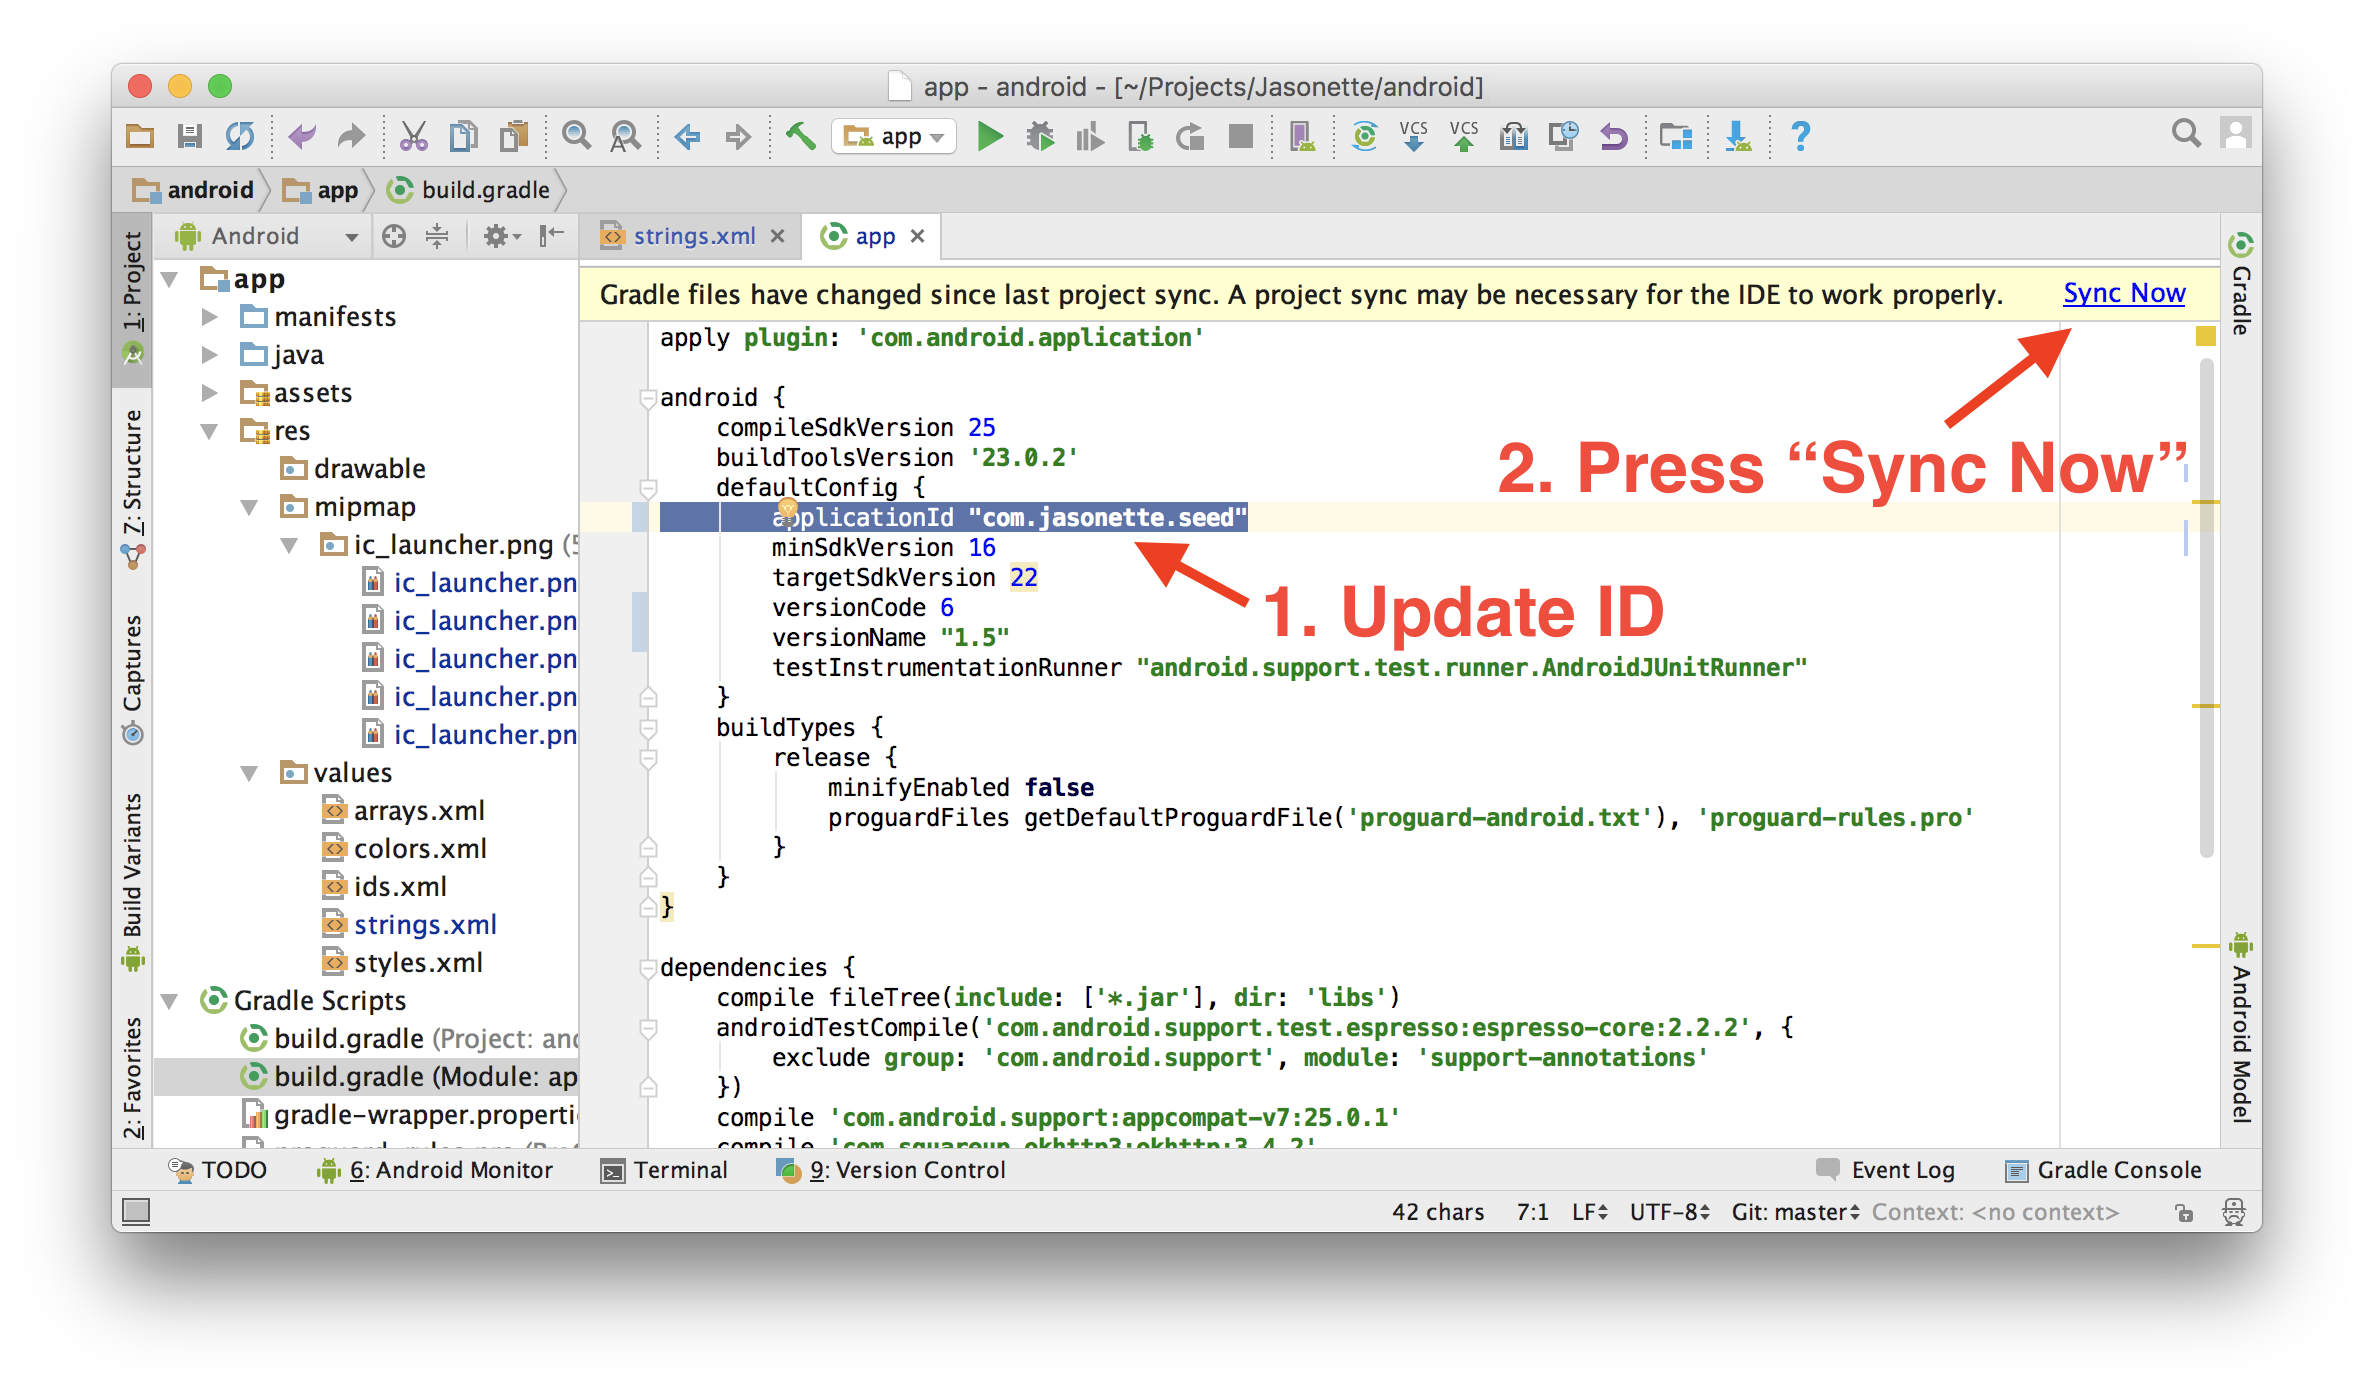 app - android - [~/Projects/Jasonette/android]
app
VCS
VCS
android
app
build.gradle
1: Project
7: Structure
Captures
Build Variants
2: Favorites
Android
app
manifests
java
assets
res
drawable
mipmap
ic_launcher.png (5
ic_launcher.pn
ic_launcher.pn
ic_launcher.pn
ic_launcher.pn
ic_launcher.pn
values
arrays.xml
colors.xml
ids.xml
strings.xml
styles.xml
Gradle Scripts
build.gradle (Project: and
build.gradle (Module: ap
gradle-wrapper.properti
strings.xml
app
Gradle files have changed since last project sync. A project sync may be necessary for the IDE to work properly.
Sync Now
apply plugin: 'com.android.application'
android {
compileSdkVersion 25
buildToolsVersion '23.0.2'
defaultConfig {
applicationId "com.jasonette.seed"
minSdkVersion 16
targetSdkVersion 22
versionCode 6
versionName "1.5"
testInstrumentationRunner "android.support.test.runner.AndroidJUnitRunner"
}
buildTypes {
release {
minifyEnabled false
proguardFiles getDefaultProguardFile('proguard-android.txt'), 'proguard-rules.pro'
}
}
}
dependencies {
compile fileTree(include: ['*.jar'], dir: 'libs')
androidTestCompile('com.android.support.test.espresso:espresso-core:2.2.2', {
exclude group: 'com.android.support', module: 'support-annotations'
})
compile 'com.android.support:appcompat-v7:25.0.1'
compile 'com.squareup.okhttp3:okhttp:3.4.2'
2. Press “Sync Now”
1. Update ID
Gradle
Android Model
TODO
6: Android Monitor
Terminal
9: Version Control
Event Log
Gradle Console
42 chars
7:1
LF
UTF-8
Git: master
Context: <no context>